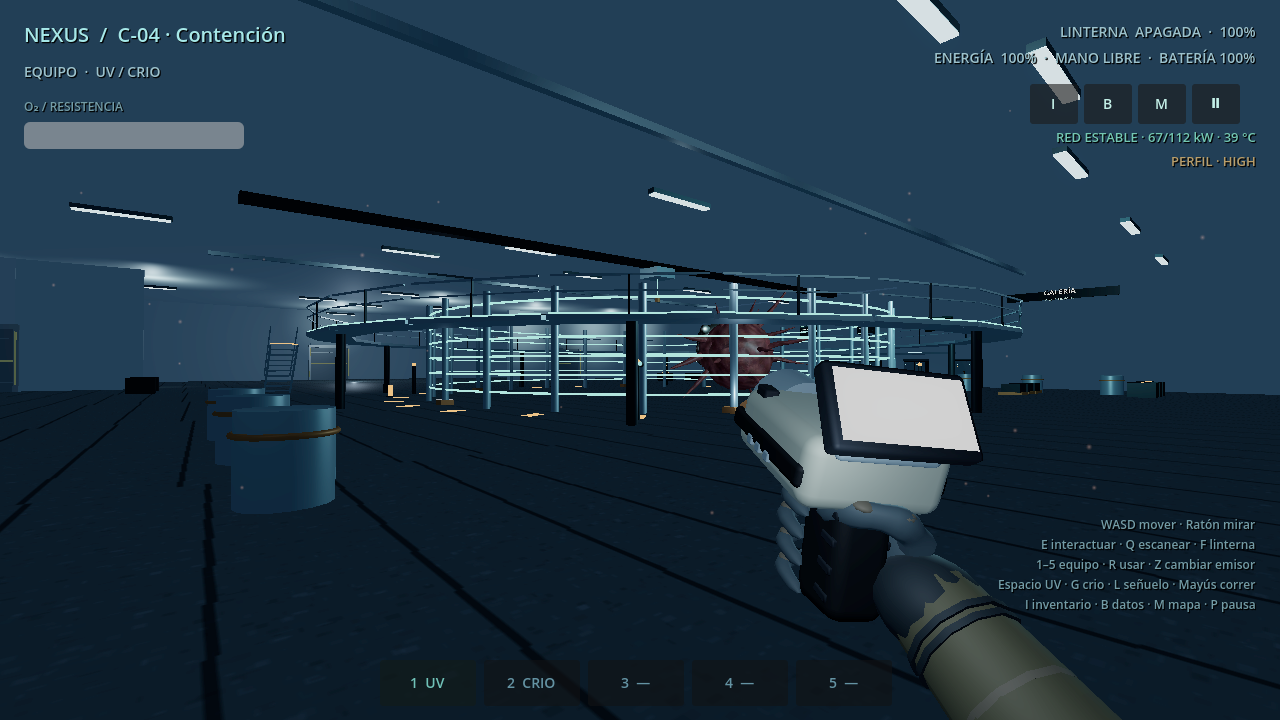 NEXUS / C-04 · Contención
EQUIPO · UV / CRIO
O₂ / RESISTENCIA
LINTERNA APAGADA · 100%
ENERGÍA 100% · MANO LIBRE · BATERÍA 100%
I B M II
RED ESTABLE · 67/112 kW · 39 °C
PERFIL · HIGH
GALERÍA
WASD mover · Ratón mirar
E interactuar · Q escanear · F linterna
1–5 equipo · R usar · Z cambiar emisor
Espacio UV · G crio · L señuelo · Mayús correr
I inventario · B datos · M mapa · P pausa
1 UV 2 CRIO 3 — 4 — 5 —